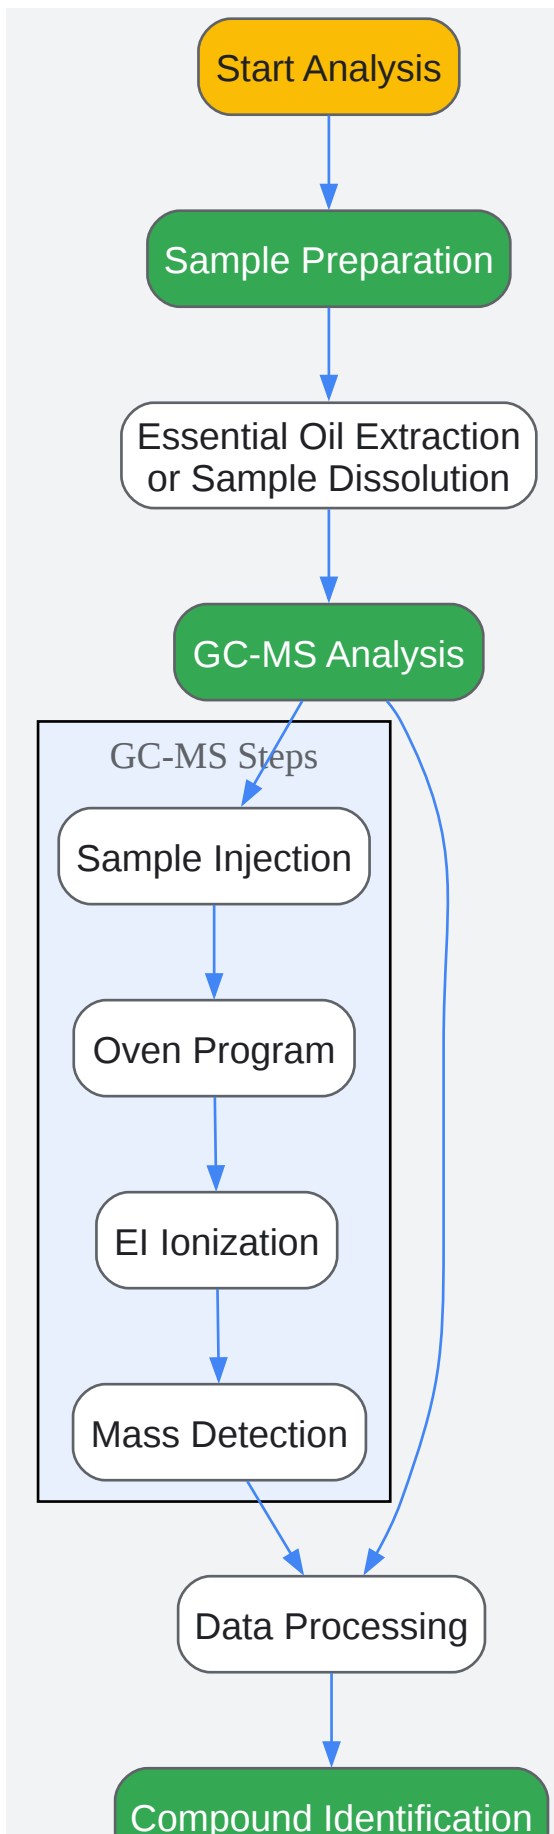 Start Analysis
Sample Preparation
Essential Oil Extraction
or Sample Dissolution
GC-MS Analysis
GC-MS Steps
Sample Injection
Oven Program
EI Ionization
Mass Detection
Data Processing
Compound Identification